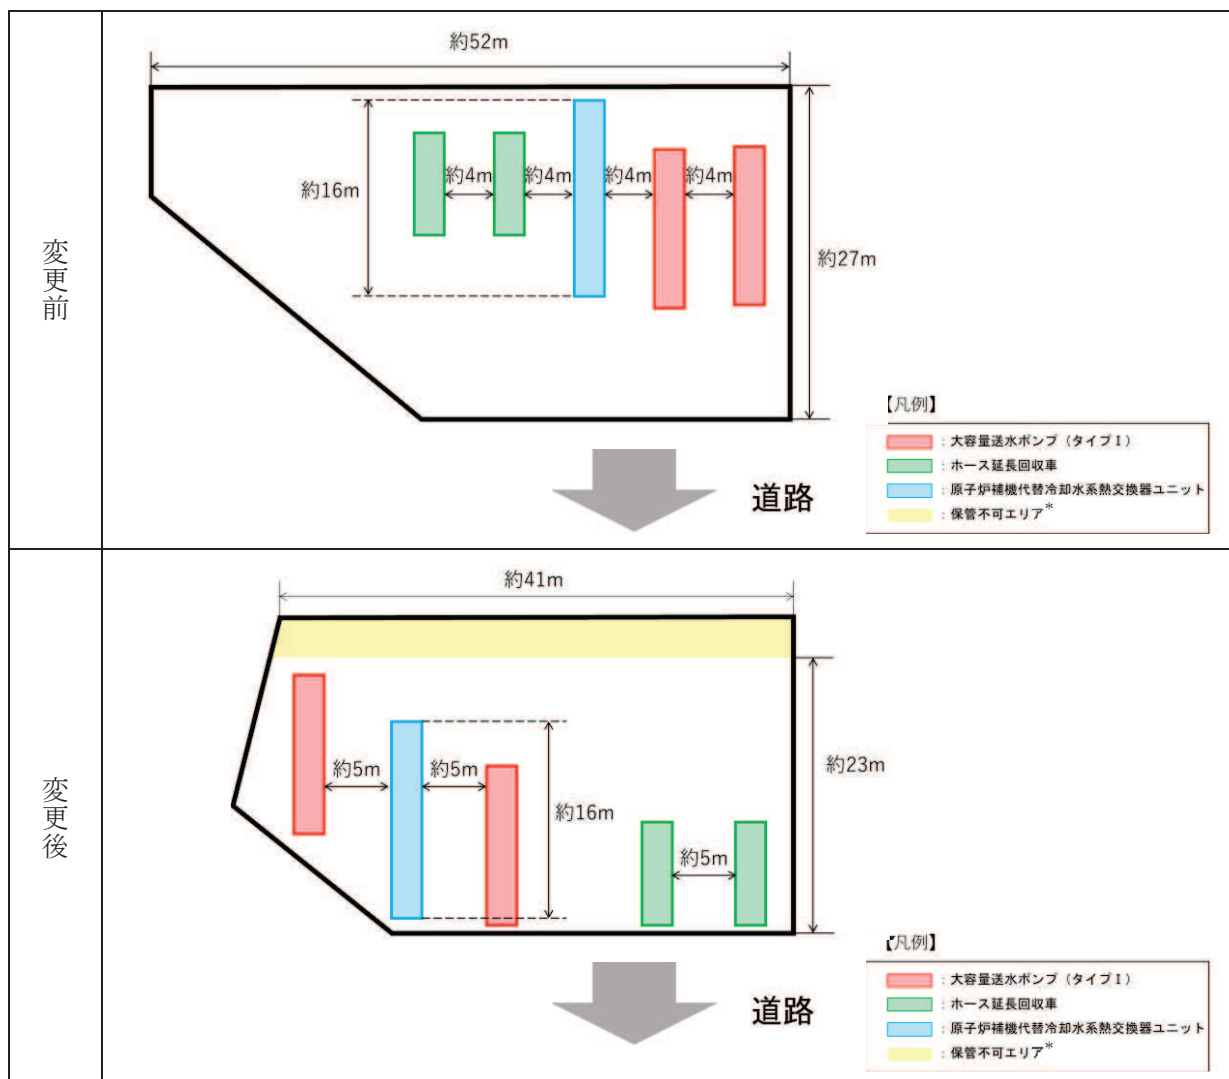 変更前
約52m
約16m
約4m
約4m
約4m
約4m
約27m
道路
【凡例】
：大容量送水ポンプ（タイプⅠ）
：ホース延長回収車
：原子炉補機代替冷却水系熱交換器ユニット
：保管不可エリア*
変更後
約41m
約5m
約5m
約16m
約5m
約23m
道路
【凡例】
：大容量送水ポンプ（タイプⅠ）
：ホース延長回収車
：原子炉補機代替冷却水系熱交換器ユニット
：保管不可エリア*